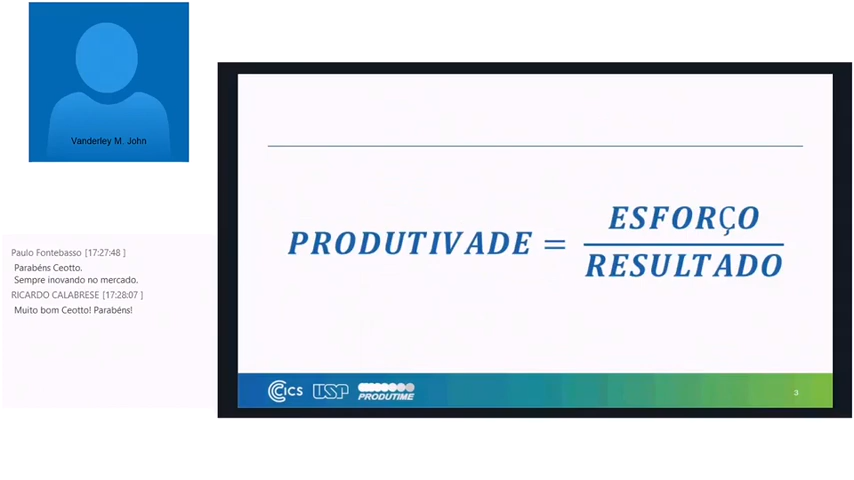 Vanderley M. John
Paulo Fontebasso [17:27:48 ]
Parabéns Ceotto.
Sempre inovando no mercado.
RICARDO CALABRESE [17:28:07 ]
Muito bom Ceotto! Parabéns!
PRODUTIVADE = ESFORÇO
RESULTADO
CICS USP PRODUTIME
3